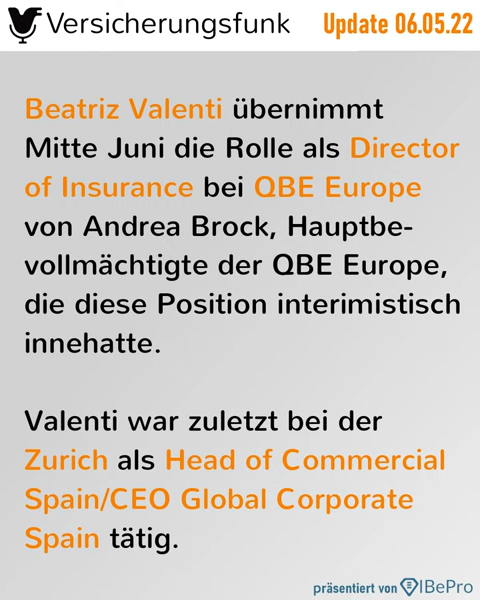 Versicherungsfunk Update 06.05.22
Beatriz Valenti übernimmt
Mitte Juni die Rolle als Director
of Insurance bei QBE Europe
von Andrea Brock, Hauptbe-
vollmächtigte der QBE Europe,
die diese Position interimistisch
innehatte.
Valenti war zuletzt bei der
Zurich als Head of Commercial
Spain/CEO Global Corporate
Spain tätig.
präsentiert von IBePro